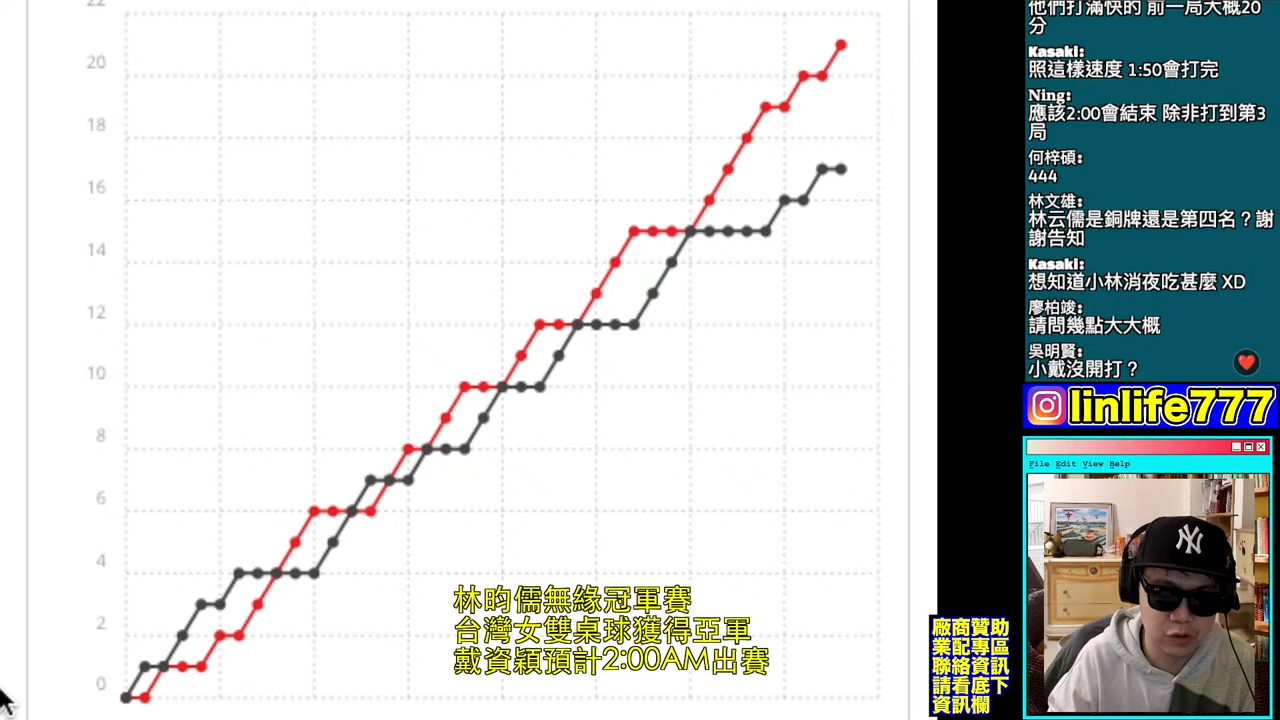 22
20
18
16
14
12
10
8
6
4
2
0
林昀儒無緣冠軍賽
台灣女雙桌球獲得亞軍
戴資穎預計2:00AM出賽
他們打滿快的 前一局大概20
分
Kasaki:
照這樣速度 1:50會打完
Ning:
應該2:00會結束 除非打到第3
局
何梓碩:
444
林文雄:
林云儒是銅牌還是第四名？謝
謝告知
Kasaki:
想知道小林消夜吃甚麼 XD
廖柏竣:
請問幾點大大概
吳明賢:
小戴沒開打？
linlife777
File Edit View Help
NY
廠商贊助
業配專區
聯絡資訊
請看底下
資訊欄